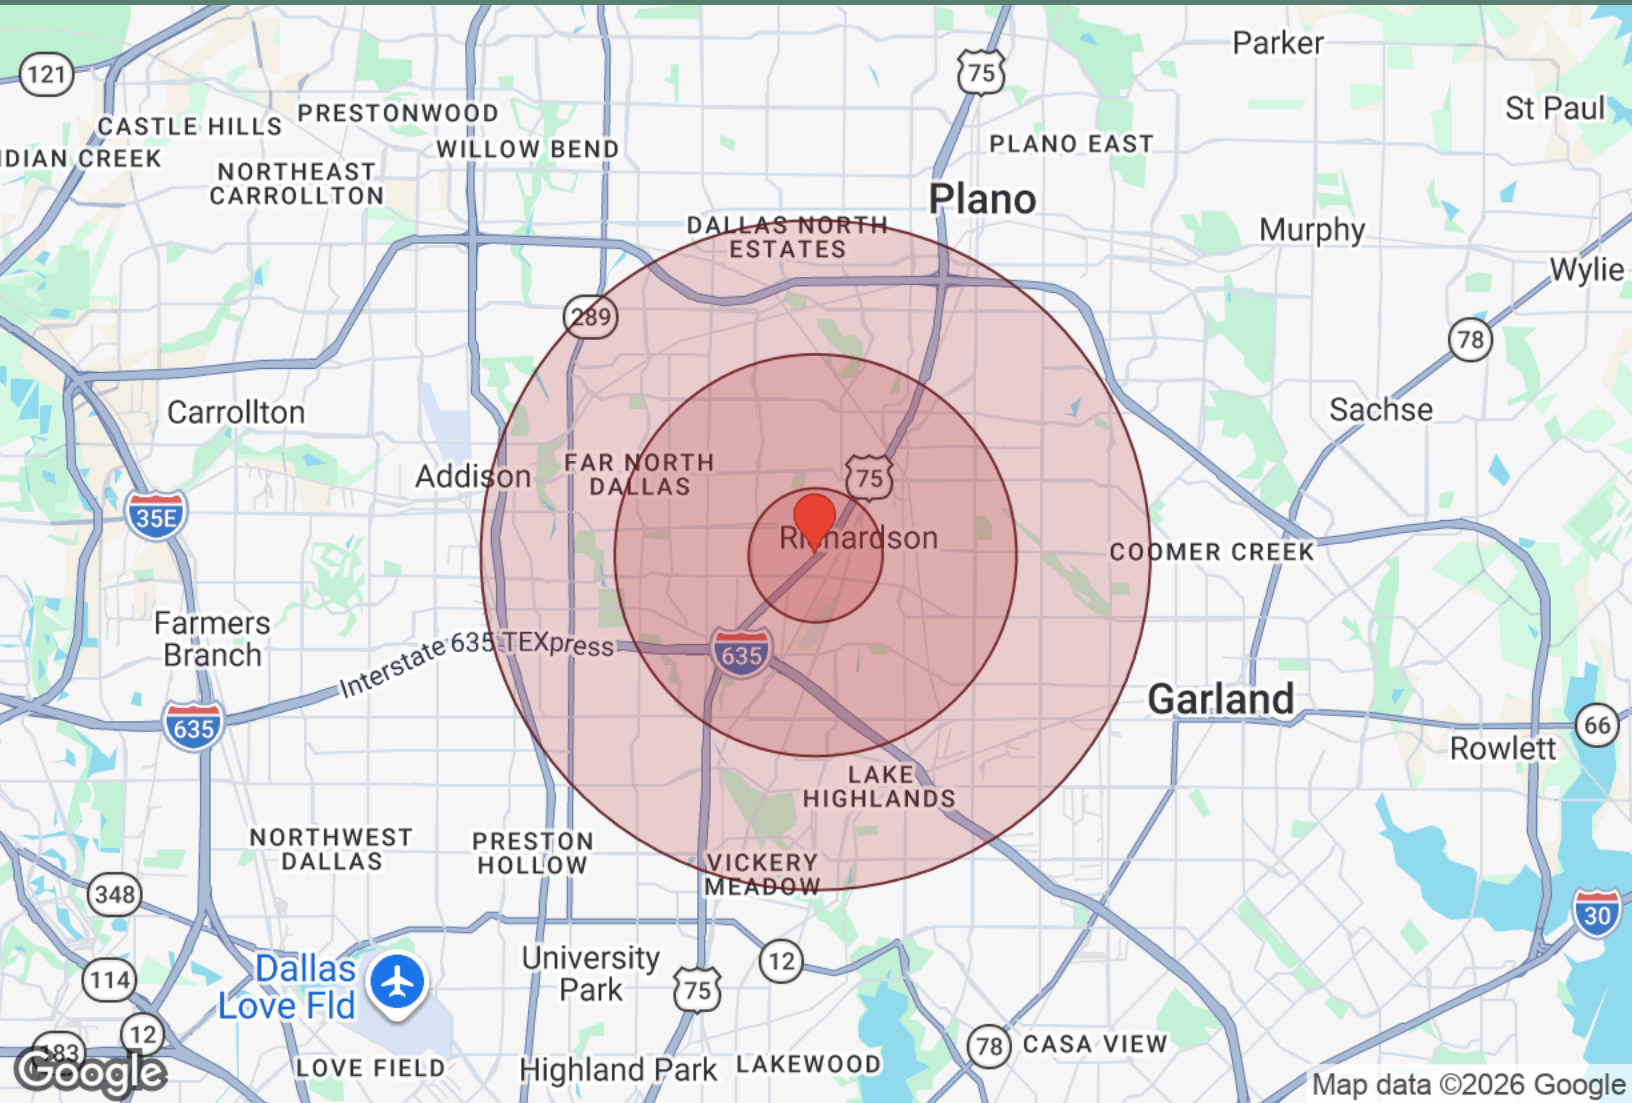 Parker
75
121
St Paul
PRESTONWOOD
CASTLE HILLS
WILLOW BEND
PLANO EAST
DIAN CREEK
NORTHEAST
CARROLLTON
Plano
DALLAS NORTH
ESTATES
Murphy
Wylie
289
78
Carrollton
Sachse
Addison
FAR NORTH
DALLAS
75
35E
Richardson
COOMER CREEK
Farmers
Branch
Interstate 635 TEXpress
635
635
Garland
66
Rowlett
LAKE
HIGHLANDS
NORTHWEST
DALLAS
PRESTON
HOLLOW
VICKERY
MEADOW
348
30
University
Park
12
Dallas
Love Fld
114
75
12
183
78
CASA VIEW
LOVE FIELD
Highland Park
LAKEWOOD
Google
Map data ©2026 Google